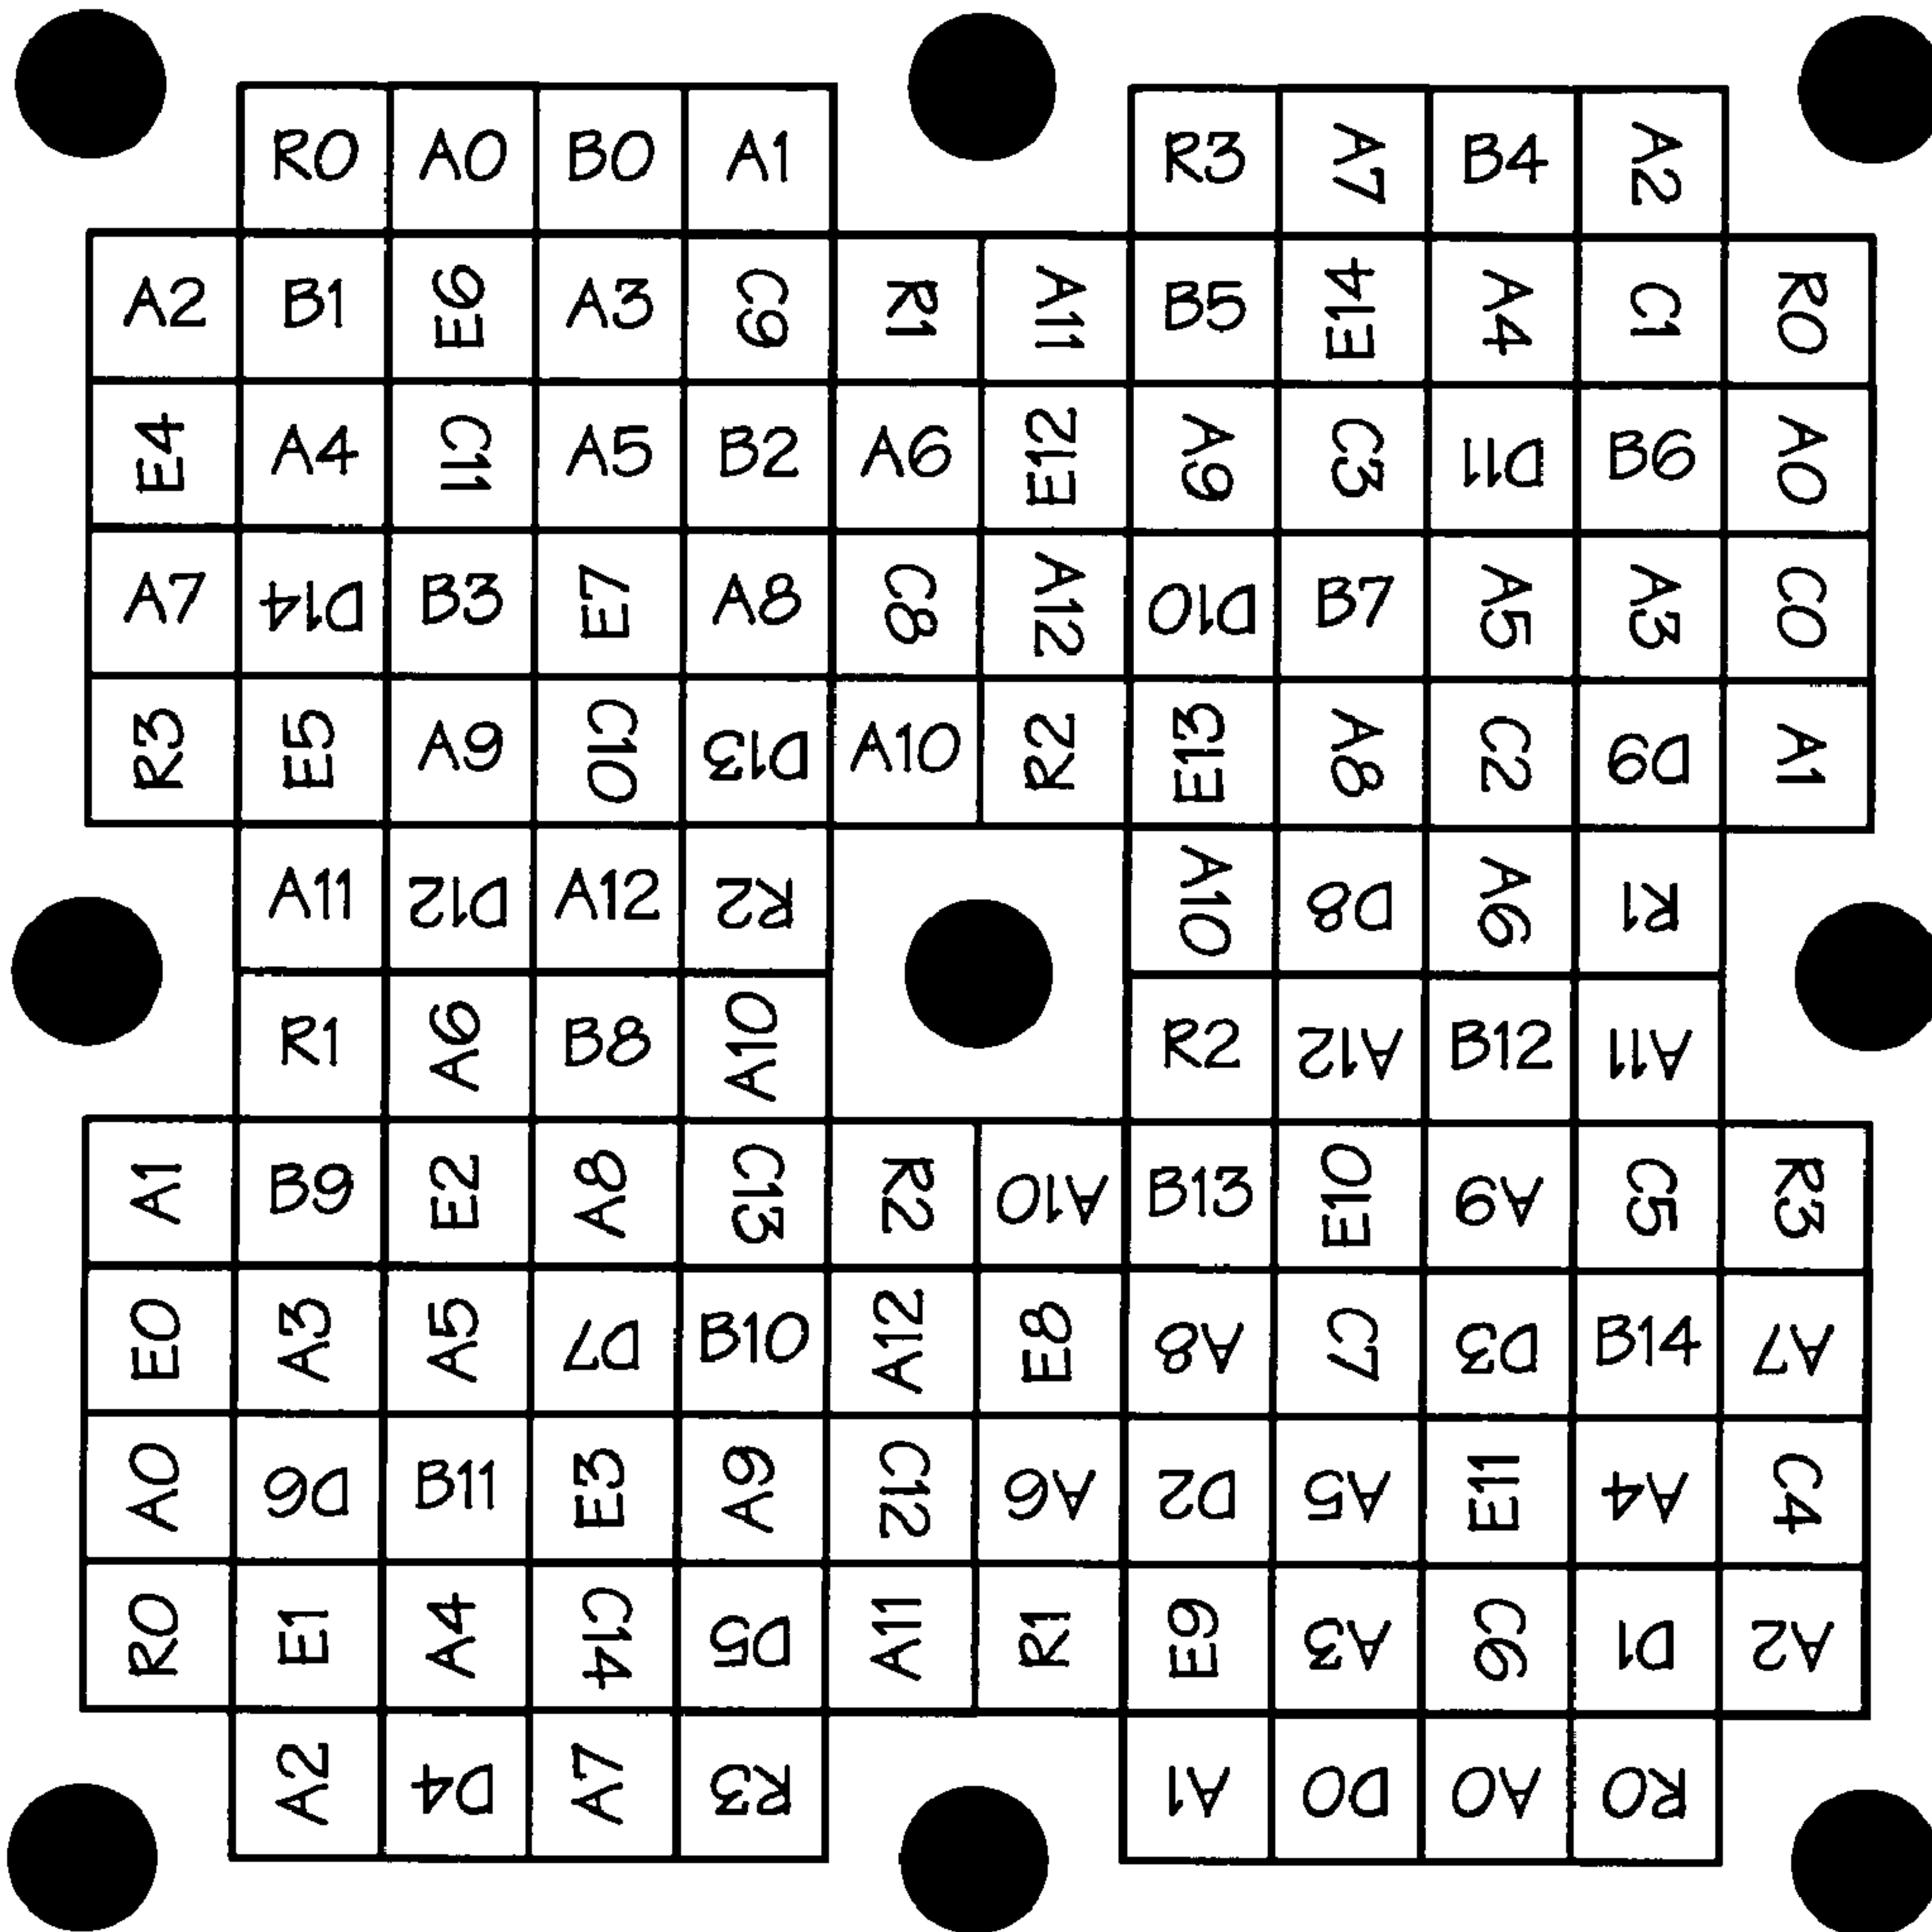 R0 A0 B0 A1 R3 A7 B4 A2
A2 B1 E6 A3 C9 R1 A11 B5 E14 A4 C1 R0
E4 A4 C11 A5 B2 A6 E12 A9 C3 D11 B6 A0
A7 D14 B3 E7 A8 C8 A12 D10 B7 A5 A3 C0
R3 E5 A9 C10 D13 A10 R2 E13 A8 C2 D9 A1
A11 D12 A12 R2 A10 D8 A6 R1
R1 A6 B8 A10 R2 A12 B12 A11
A1 B9 E2 A8 C13 R2 A10 B13 E10 A9 C5 R3
E0 A3 A5 D7 B10 A12 E8 A8 C7 D3 B14 A7
A0 D6 B11 E3 A9 C12 A6 D2 A5 E11 A4 C4
R0 E1 A4 C14 D5 A11 R1 E9 A3 C6 D1 A2
A2 D4 A7 R3 A1 D0 A0 R0